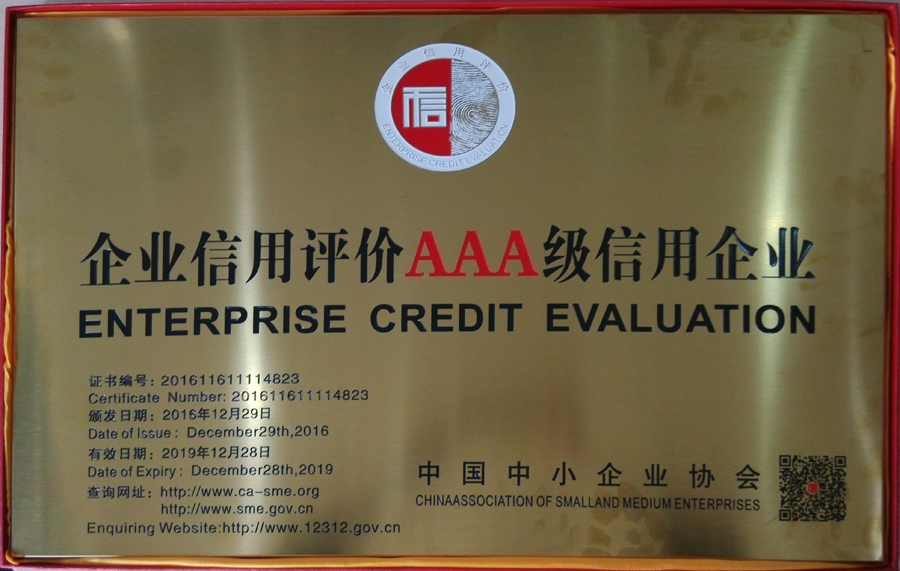 企业信用评价
信
ENTERPRISE CREDIT EVALUATION
企业信用评价AAA级信用企业
ENTERPRISE CREDIT EVALUATION
证书编号：201611611114823
Certificate Number: 201611611114823
颁发日期：2016年12月29日
Date of Issue : December29th,2016
有效日期：2019年12月28日
Date of Expiry : December28th,2019
查询网址：http://www.ca-sme.org
http://www.sme.gov.cn
Enquiring Website:http://www.12312.gov.cn
中国中小企业协会
CHINAASSOCIATION OF SMALLAND MEDIUM ENTERPRISES